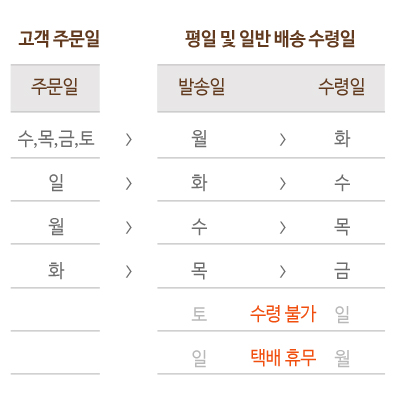 고객 주문일 평일 및 일반 배송 수령일
주문일 발송일 수령일
수,목,금,토 > 월 > 화
일 > 화 > 수
월 > 수 > 목
화 > 목 > 금
토 수령 불가 일
일 택배 휴무 월